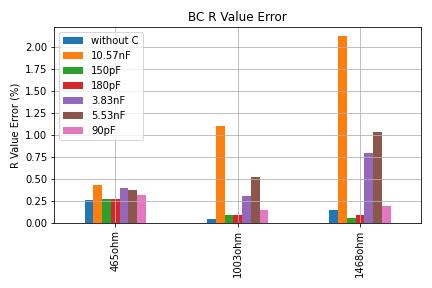 BC R Value Error
R Value Error (%)
2.00
1.75
1.50
1.25
1.00
0.75
0.50
0.25
0.00
without C
10.57nF
150pF
180pF
3.83nF
5.53nF
90pF
465ohm
1003ohm
1468ohm